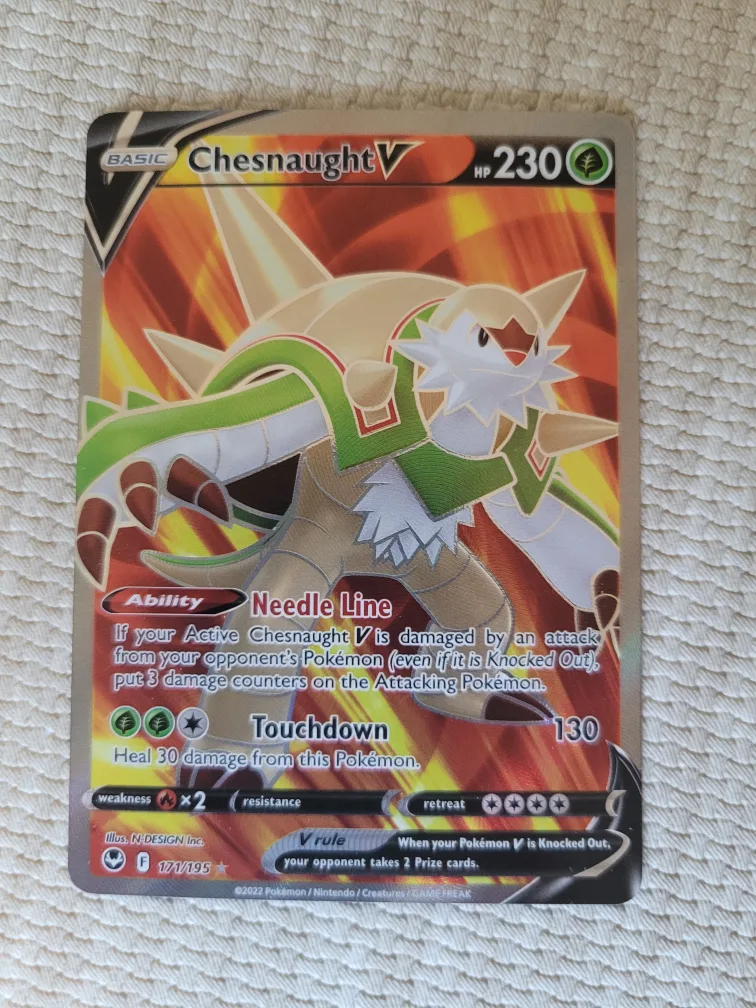 BASIC Chesnaught V HP 230
Ability Needle Line
If your Active Chesnaught V is damaged by an attack
from your opponent's Pokémon (even if it is Knocked Out),
put 3 damage counters on the Attacking Pokémon.
Touchdown 130
Heal 30 damage from this Pokémon.
weakness ×2 resistance retreat
Illus. N-DESIGN Inc.
V rule When your Pokémon V is Knocked Out,
your opponent takes 2 Prize cards.
F 171/195
©2022 Pokémon / Nintendo / Creatures / GAME FREAK